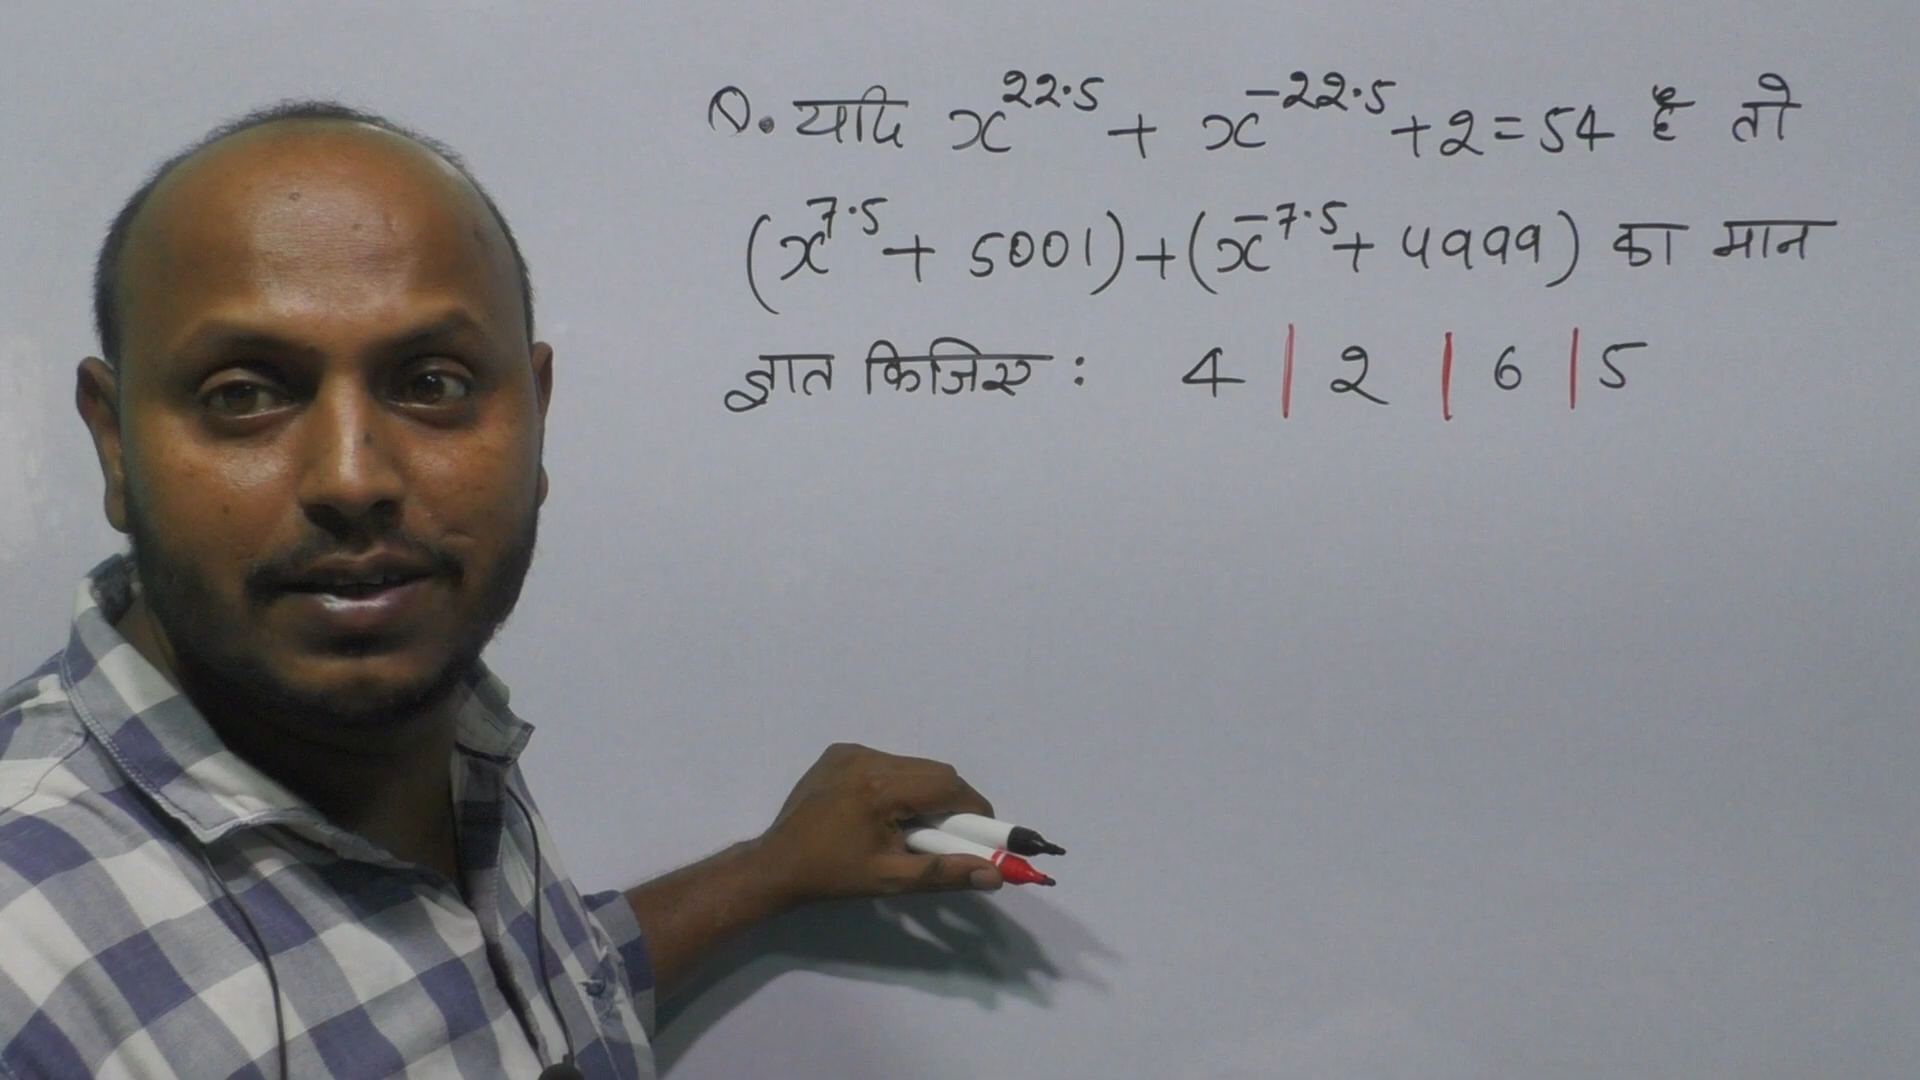 Q. यदि x^22.5 + x^-22.5 + 2 = 54 है तो
(x^7.5 + 5001) + (x^-7.5 + 4999) का मान
ज्ञात किजिए : 4 | 2 | 6 | 5